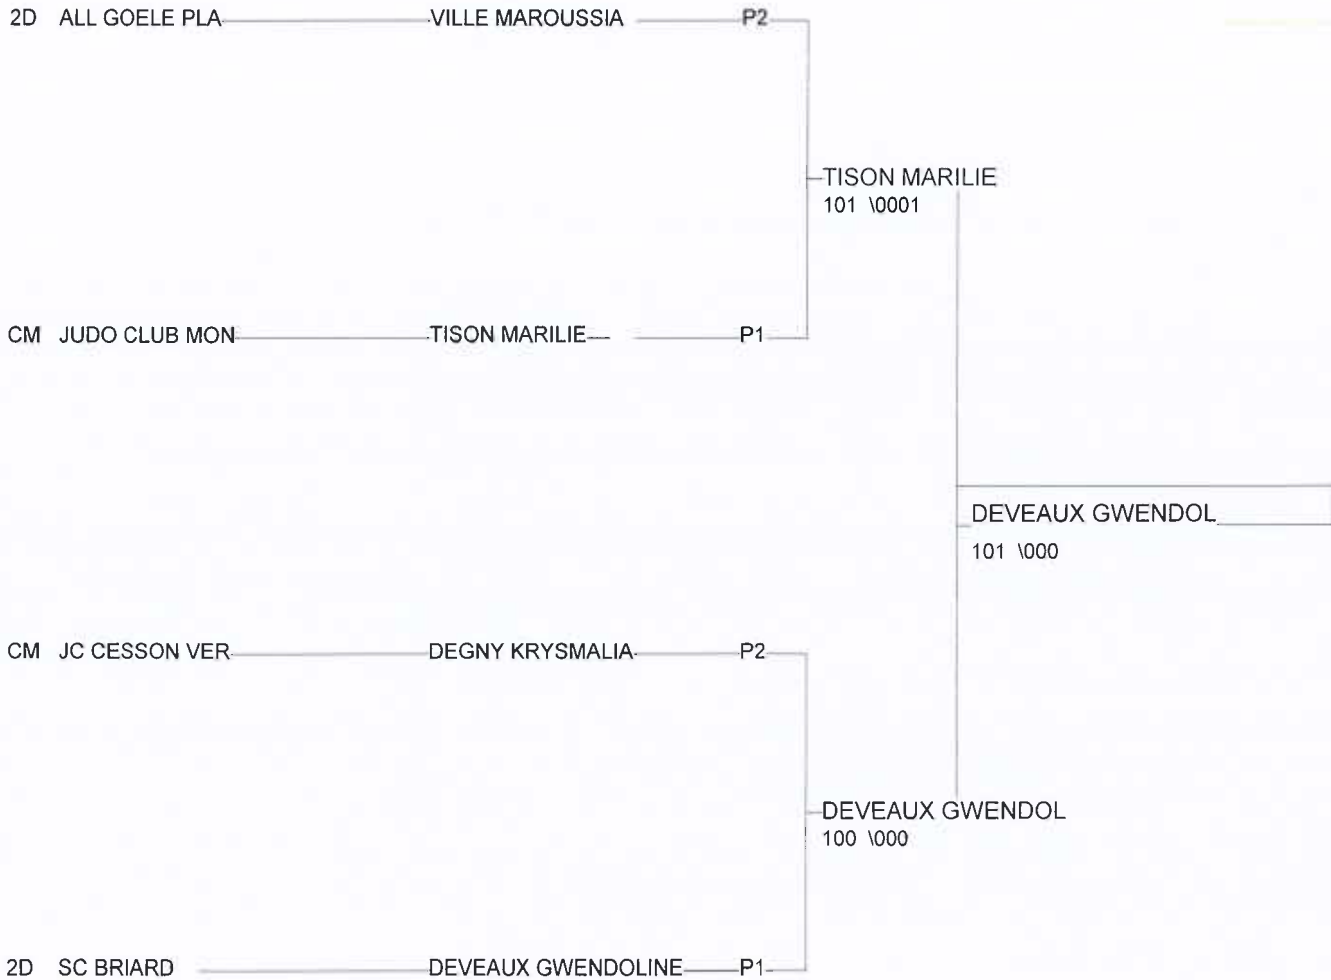 2D ALL GOELE PLA VILLE MAROUSSIA P2
TISON MARILIE
101 \0001
CM JUDO CLUB MON TISON MARILIE P1
DEVEAUX GWENDOL
101 \000
CM JC CESSON VER DEGNY KRYSMALIA P2
DEVEAUX GWENDOL
100 \000
2D SC BRIARD DEVEAUX GWENDOLINE P1